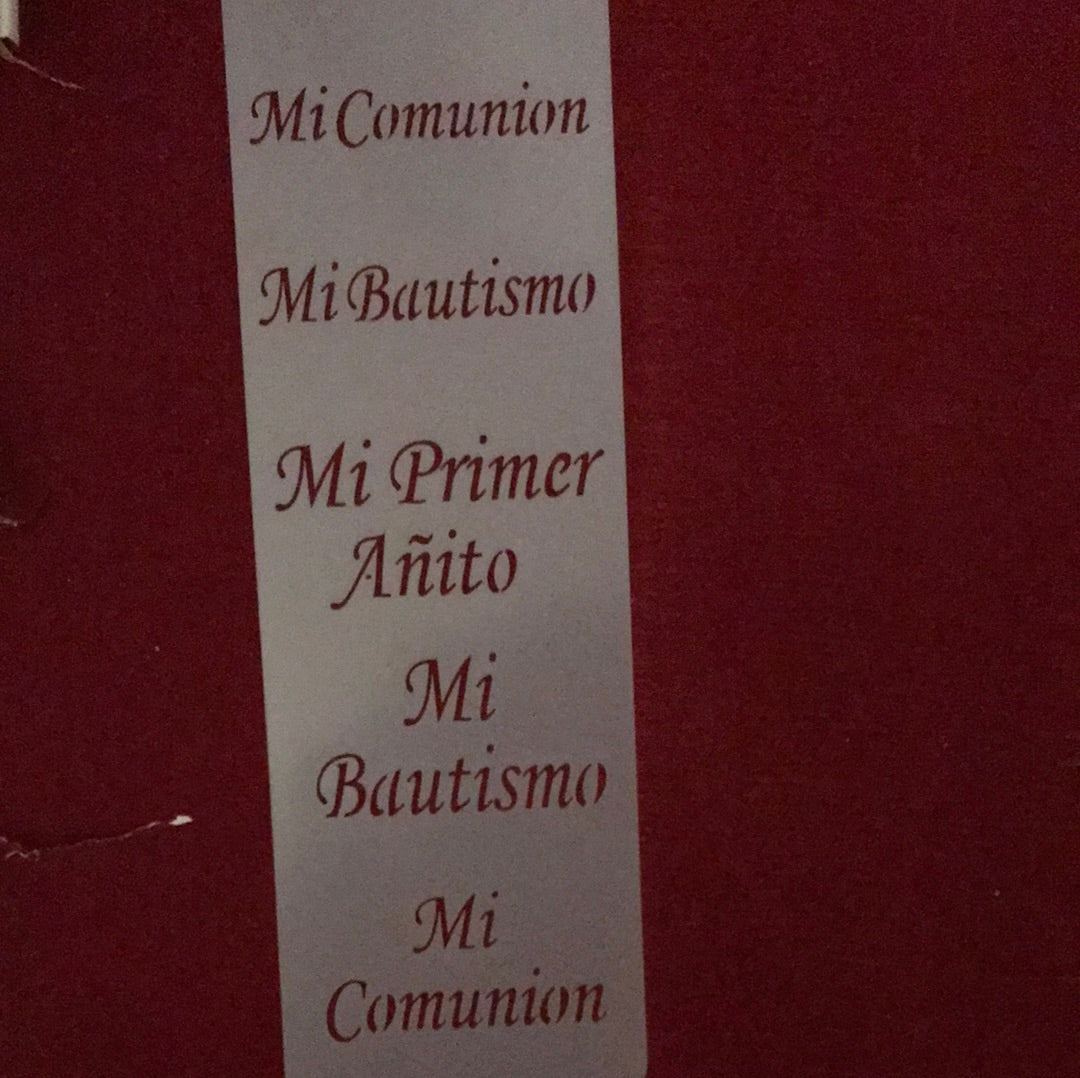 Mi Comunion
Mi Bautismo
Mi Primer
Añito
Mi
Bautismo
Mi
Comunion